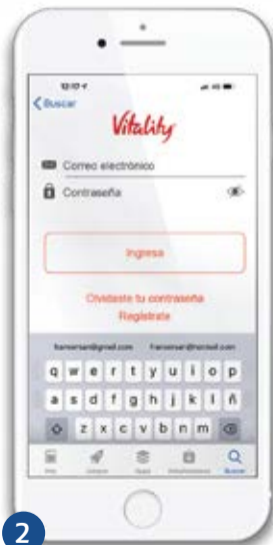 Buscar
Vitality
Correo electrónico
Contraseña
Ingresa
Olvidaste tu contraseña
Regístrate
q w e r t y u i o p
a s d f g h j k l ñ
z x c v b n m
Buscar
2